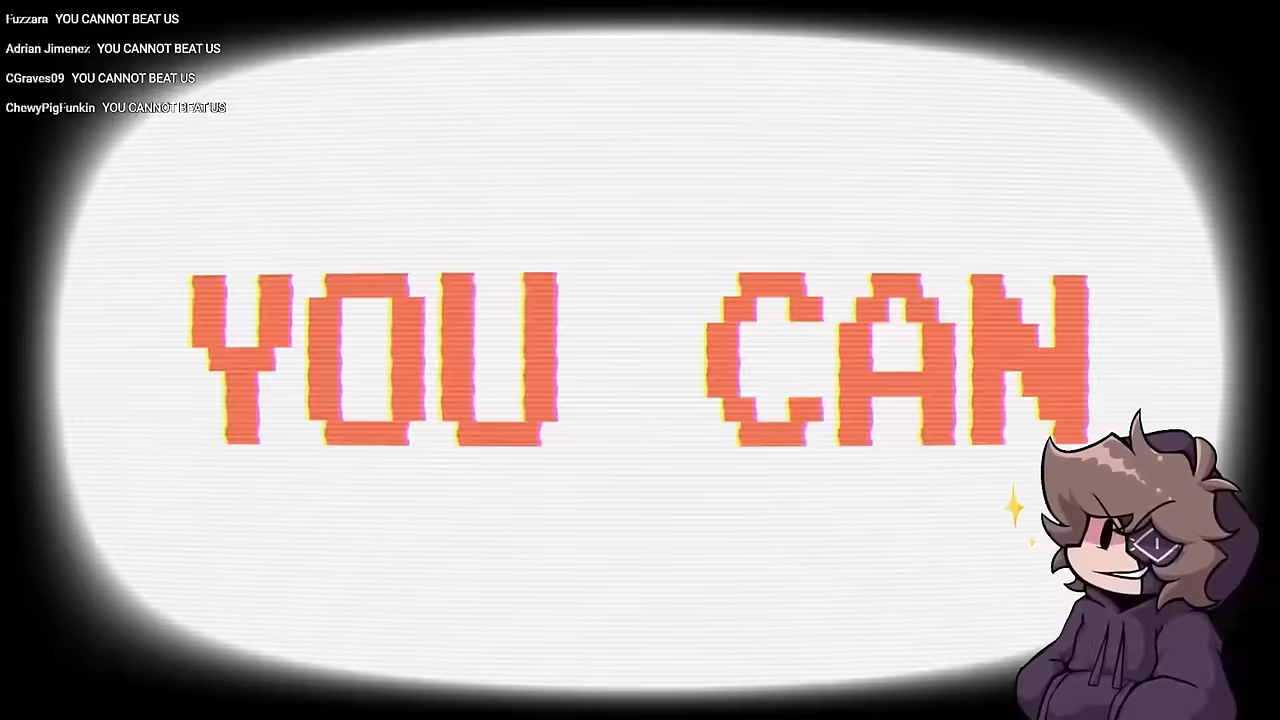 Fuzzara YOU CANNOT BEAT US
Adrian Jimenez YOU CANNOT BEAT US
CGraves09 YOU CANNOT BEAT US
ChewyPigFunkin YOU CANNOT BEAT US
YOU CAN